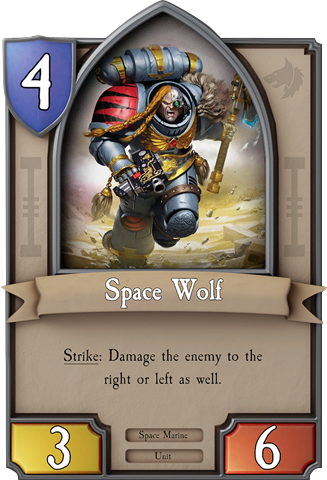 4
Space Wolf
Strike: Damage the enemy to the
right or left as well.
3
Space Marine
Unit
6